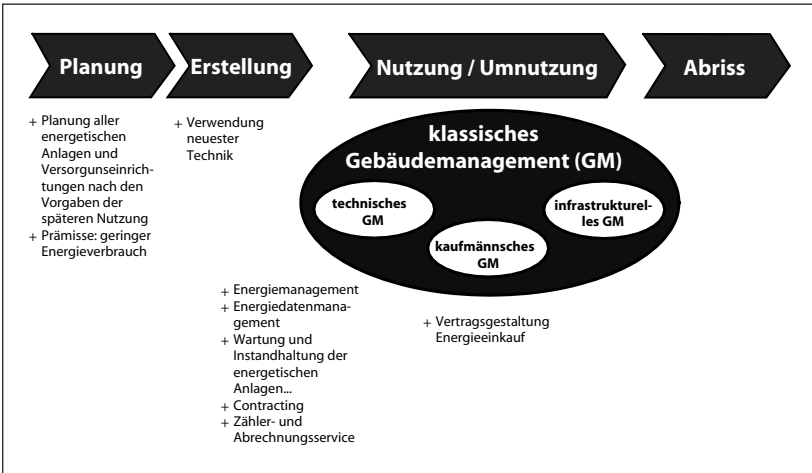 Planung
Erstellung
Nutzung / Umnutzung
Abriss
+ Planung aller
energetischen
Anlagen und
Versorgunseinrich-
tungen nach den
Vorgaben der
späteren Nutzung
+ Prämisse: geringer
Energieverbrauch
+ Verwendung
neuester
Technik
klassisches
Gebäudemanagement (GM)
technisches
GM
kaufmännsches
GM
infrastrukturel-
les GM
+ Energiemanagement
+ Energiedatenmana-
gement
+ Wartung und
Instandhaltung der
energetischen
Anlagen...
+ Contracting
+ Zähler- und
Abrechnungsservice
+ Vertragsgestaltung
Energieeinkauf